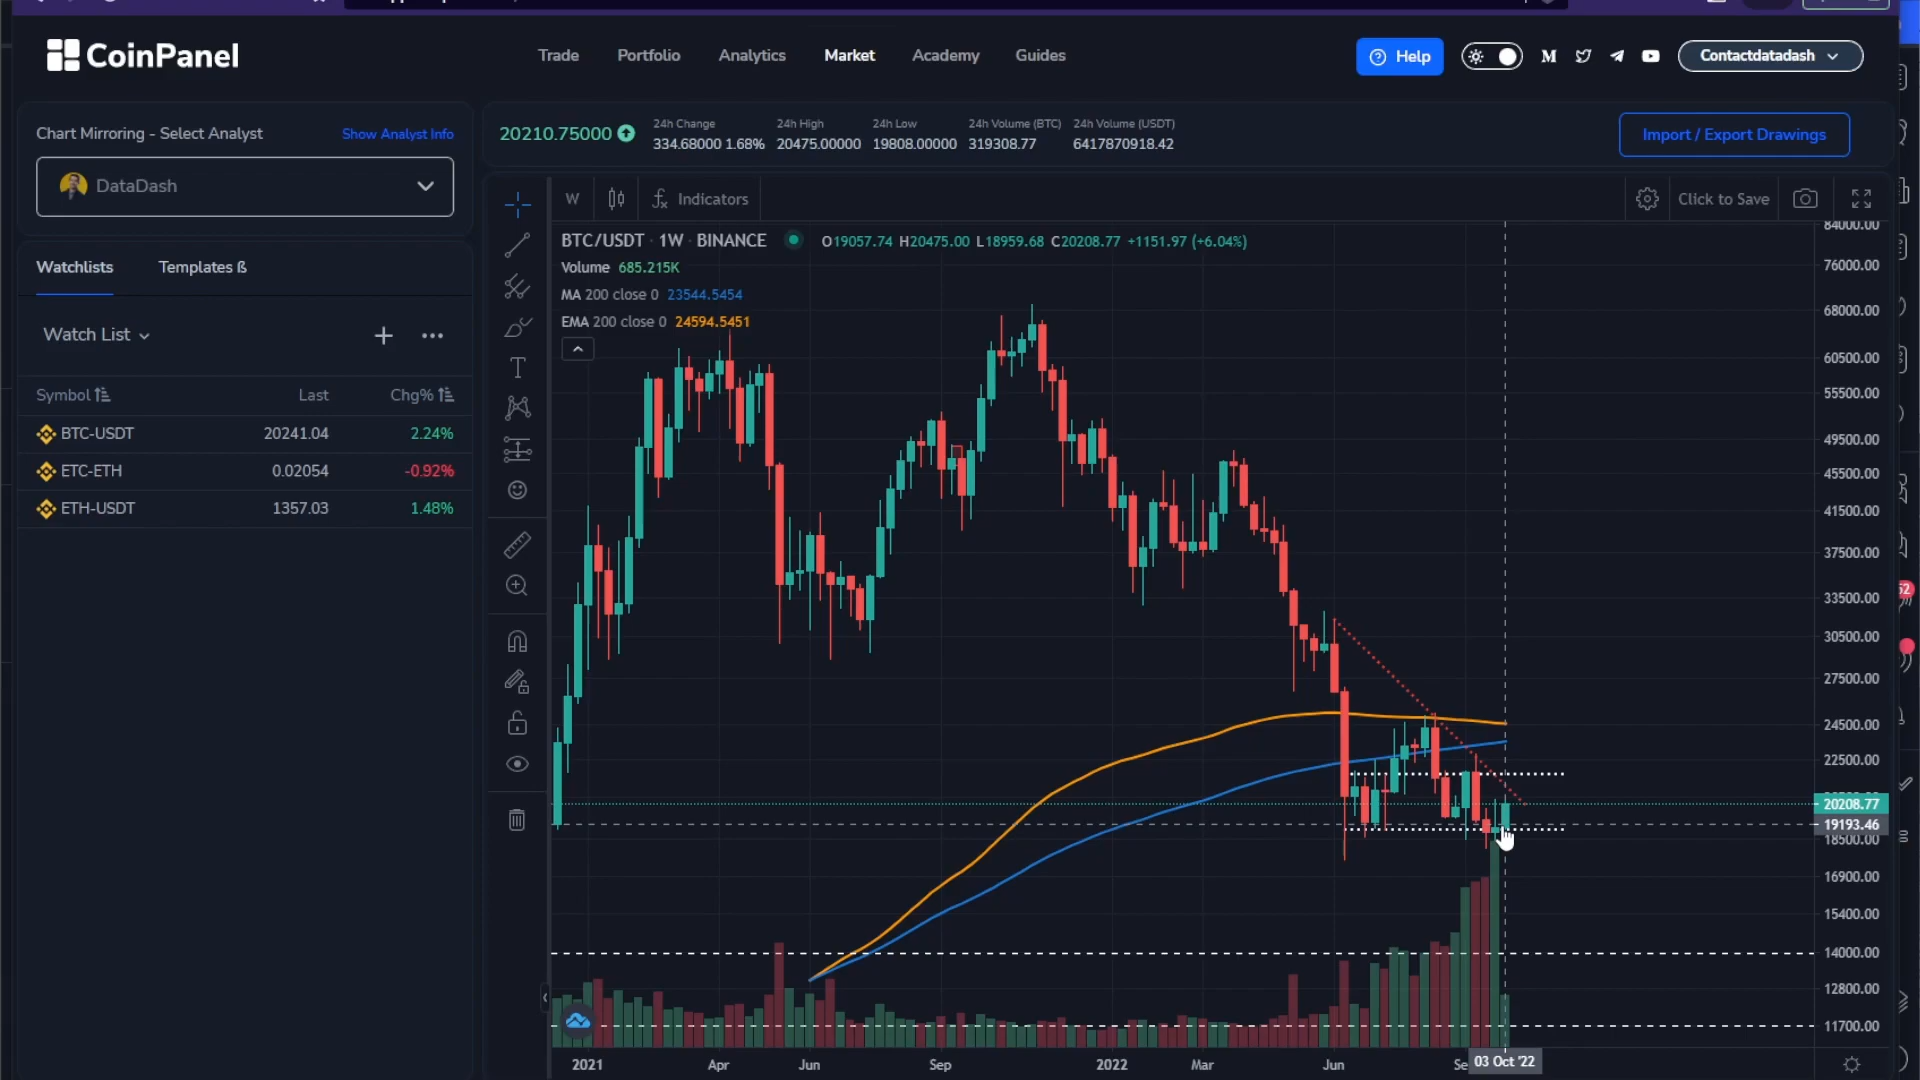 CoinPanel
Trade Portfolio Analytics Market Academy Guides
Help
Contactdatadash
Chart Mirroring - Select Analyst Show Analyst Info
DataDash
20210.75000
24h Change 24h High 24h Low 24h Volume (BTC) 24h Volume (USDT)
334.68000 1.68% 20475.00000 19808.00000 319308.77 6417870918.42
Import / Export Drawings
Watchlists Templates ß
Watch List
Symbol Last Chg%
BTC-USDT 20241.04 2.24%
ETC-ETH 0.02054 -0.92%
ETH-USDT 1357.03 1.48%
W Indicators Click to Save
BTC/USDT · 1W · BINANCE O19057.74 H20475.00 L18959.68 C20208.77 +1151.97 (+6.04%)
Volume 685.215K
MA 200 close 0 23544.5454
EMA 200 close 0 24594.5451
84000.00
76000.00
68000.00
60500.00
55500.00
49500.00
45500.00
41500.00
37500.00
33500.00
30500.00
27500.00
24500.00
22500.00
20208.77
19193.46
18500.00
16900.00
15400.00
14000.00
12800.00
11700.00
2021 Apr Jun Sep 2022 Mar Jun Se 03 Oct '22
52